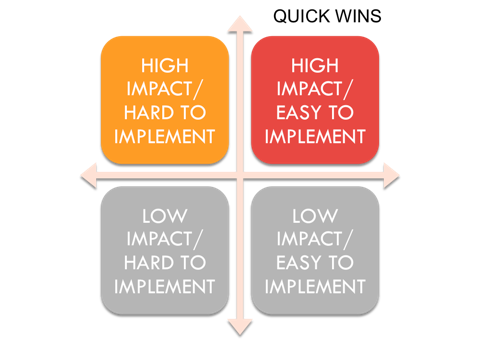 QUICK WINS
HIGH
IMPACT/
HARD TO
IMPLEMENT
HIGH
IMPACT/
EASY TO
IMPLEMENT
LOW
IMPACT/
HARD TO
IMPLEMENT
LOW
IMPACT/
EASY TO
IMPLEMENT